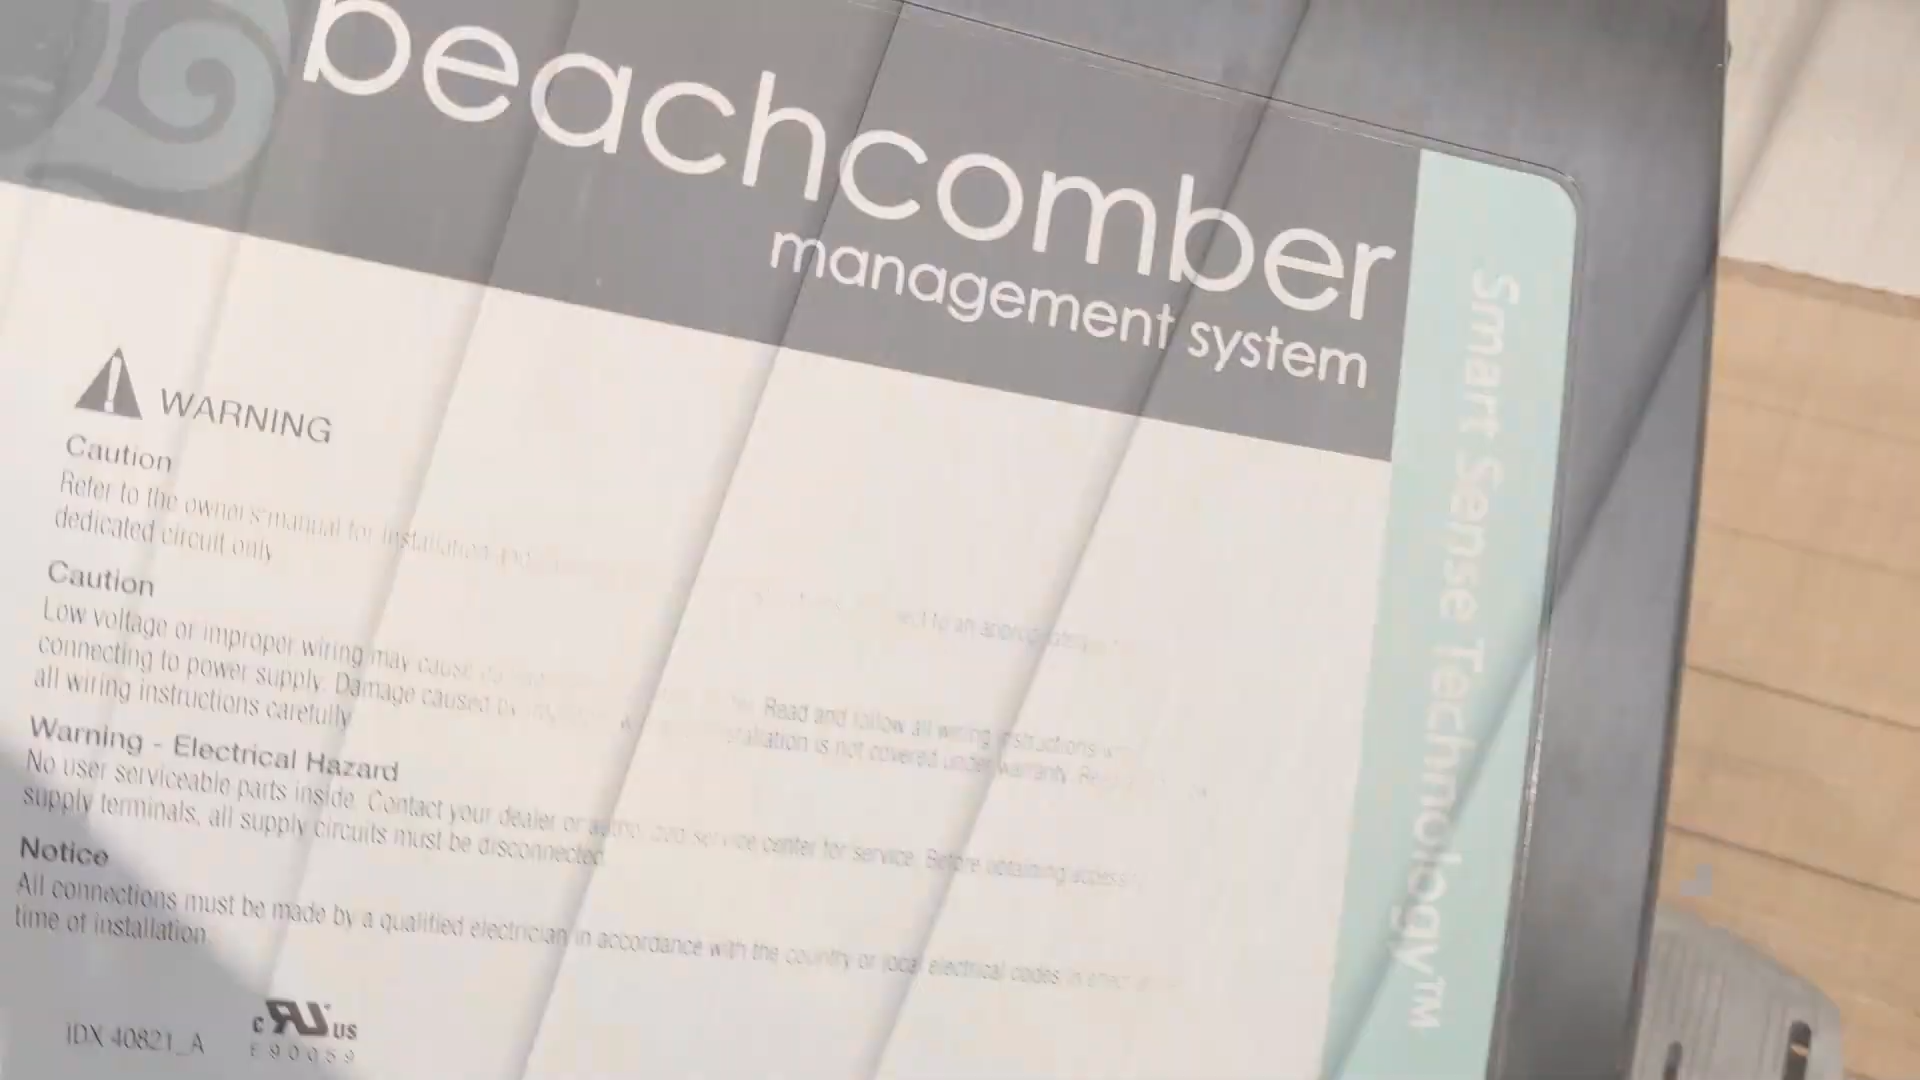 beachcomber
management system
Smart Sense Technology™
WARNING
Caution
Refer to the owner's manual for installation to an
dedicated circuit only.
Caution
Low voltage or improper wiring may cause Read and follow all wiring instructions
connecting to power supply. Damage caused by is not covered under warranty.
all wiring instructions carefully.
Warning - Electrical Hazard
No user serviceable parts inside. Contact your dealer or authorized service center for service. Before obtaining access
supply terminals, all supply circuits must be disconnected.
Notice
All connections must be made by a qualified electrician in accordance with the country or local electrical codes in
time of installation.
IDX 40821_A
c RU us
E90059